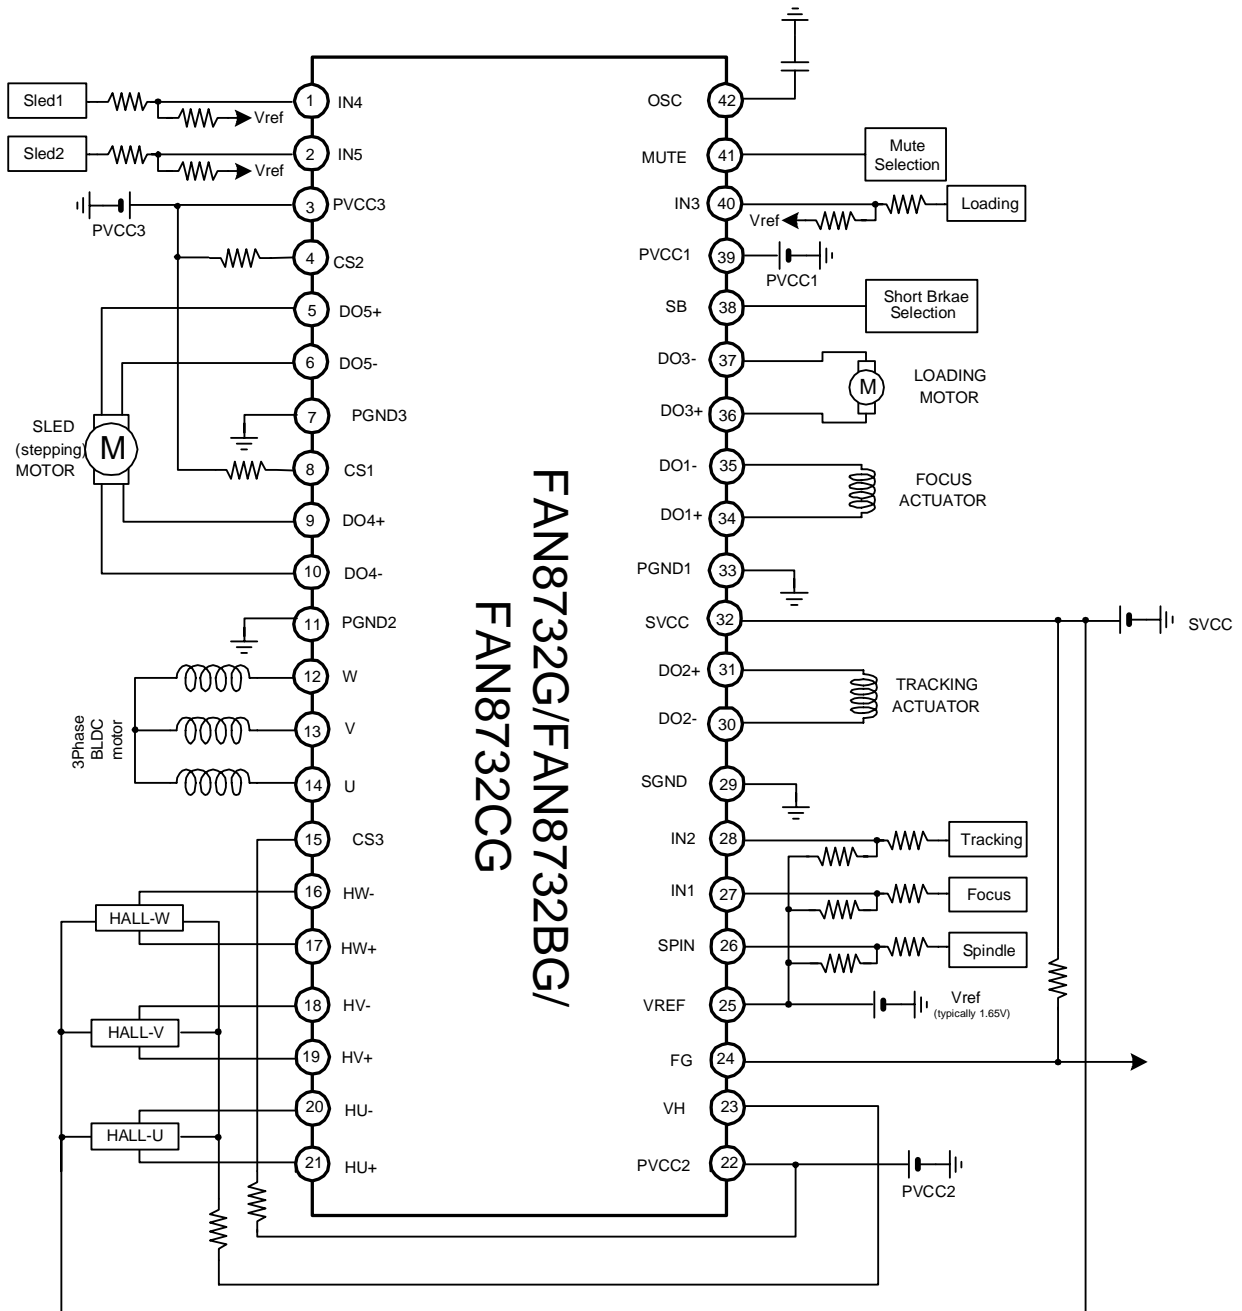 Sled1
Vref
1
IN4
Sled2
Vref
2
IN5
PVCC3
3
PVCC3
4
CS2
5
DO5+
6
DO5-
7
PGND3
SLED
(stepping)
MOTOR
M
8
CS1
9
DO4+
10
DO4-
11
PGND2
3Phase
BLDC
motor
12
W
13
V
14
U
15
CS3
HALL-W
16
HW-
17
HW+
HALL-V
18
HV-
19
HV+
HALL-U
20
HU-
21
HU+
FAN8732G/FAN8732BG/
FAN8732CG
OSC
42
MUTE
41
Mute
Selection
IN3
40
Vref
Loading
PVCC1
39
PVCC1
SB
38
Short Brkae
Selection
DO3-
37
M
LOADING
MOTOR
DO3+
36
DO1-
35
FOCUS
ACTUATOR
DO1+
34
PGND1
33
SVCC
32
SVCC
DO2+
31
TRACKING
ACTUATOR
DO2-
30
SGND
29
IN2
28
Tracking
IN1
27
Focus
SPIN
26
Spindle
VREF
25
Vref
(typically 1.65V)
FG
24
VH
23
PVCC2
22
PVCC2